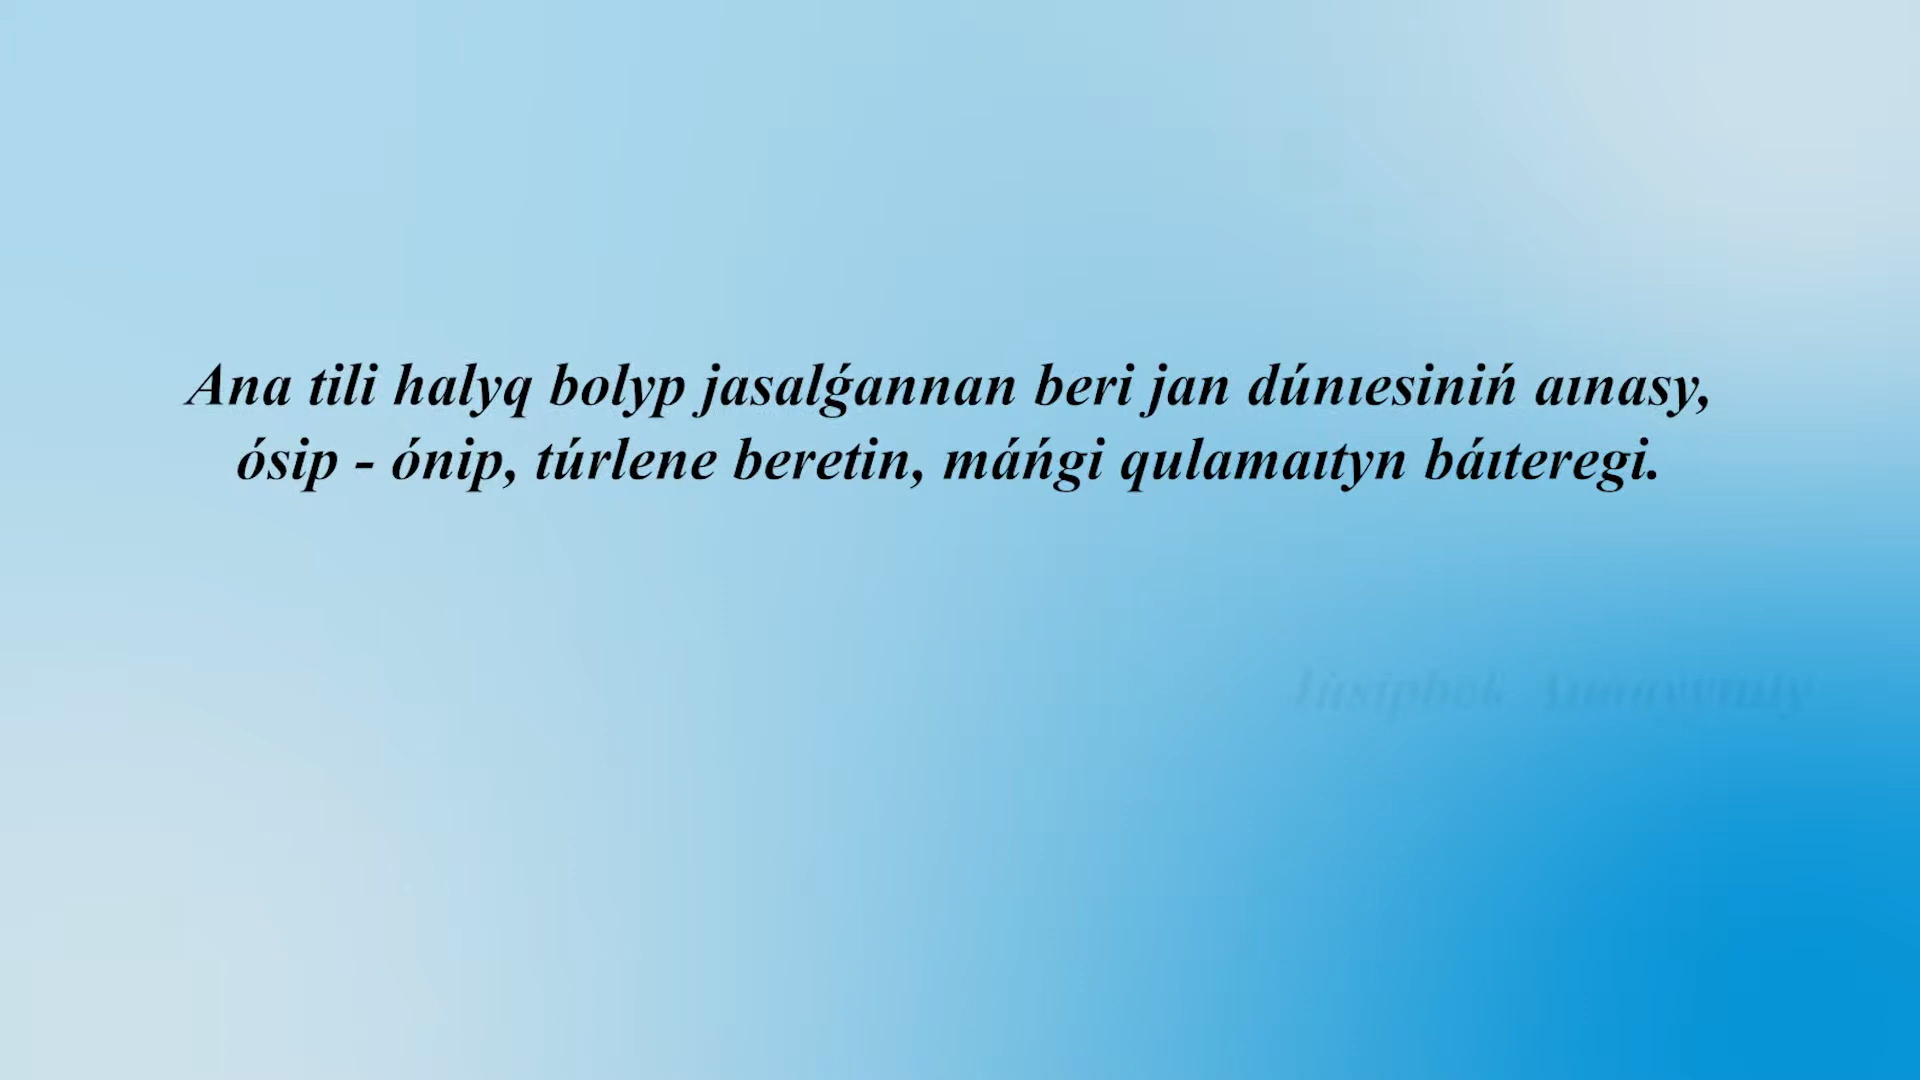 Ana tili halyq bolyp jasalǵannan beri jan dúnıesiniń aınasy,
ósip - ónip, túrlene beretin, máńgi qulamaıtyn báıteregi.